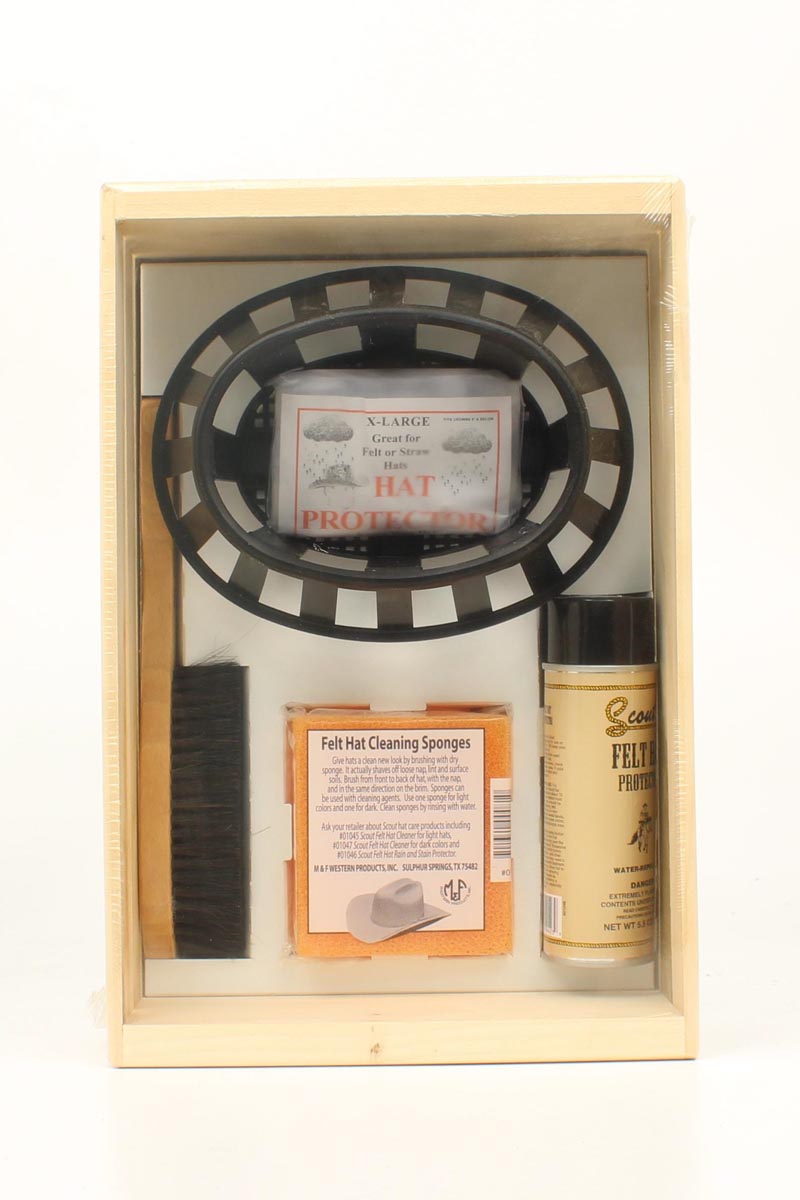 X-LARGE
Great for
Felt or Straw
Hats
HAT
PROTECTOR
Felt Hat Cleaning Sponges
Give hats a clean new look by brushing with dry
sponge. It actually shaves off loose nap, lint and surface
soils. Brush from front to back of hat, with the nap,
and in the same direction on the brim. Sponges can
be used with cleaning agents. Use one sponge for light
colors and one for dark. Clean sponges by rinsing with water.
Ask your retailer about Scout hat care products including
#01045 Scout Felt Hat Cleaner for light hats,
#01047 Scout Felt Hat Cleaner for dark colors and
#01046 Scout Felt Hat Rain and Stain Protector.
M & F WESTERN PRODUCTS, INC. SULPHUR SPRINGS, TX 75482
M&F
#0
Scout
FELT H
PROTEC
WATER-
DANG
EXTREMELY FL
CONTENTS UND
NET WT 5.5